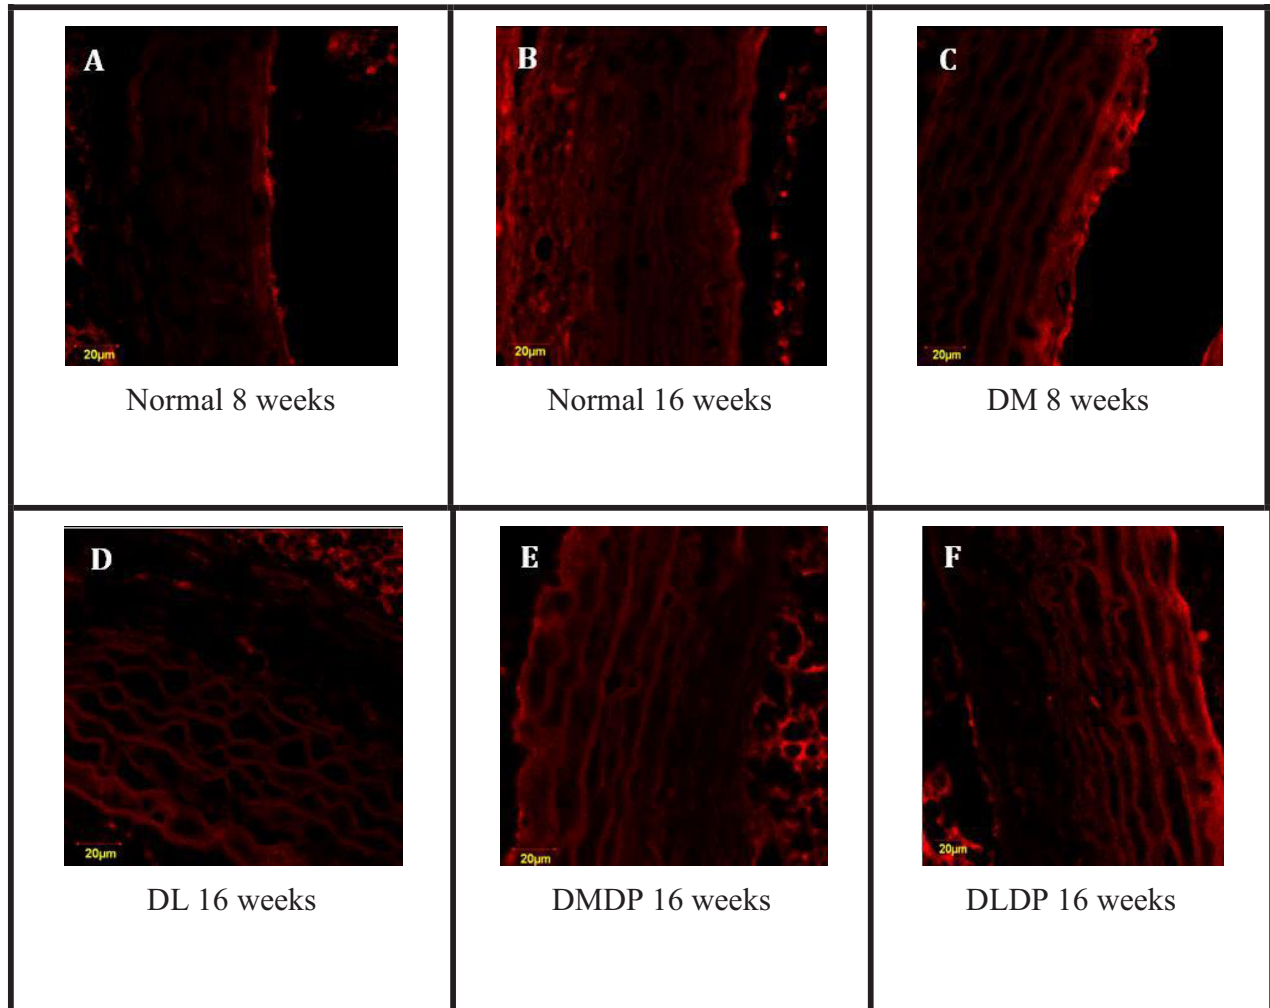 A
B
C
20µm
20µm
20µm
Normal 8 weeks
Normal 16 weeks
DM 8 weeks
D
E
F
20µm
20µm
20µm
DL 16 weeks
DMDP 16 weeks
DLDP 16 weeks